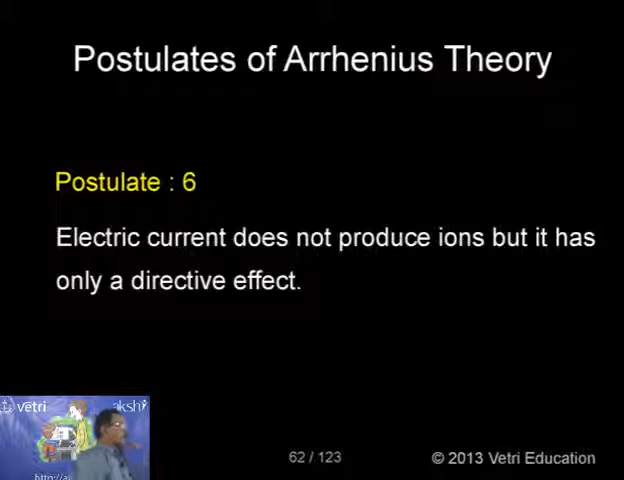 Postulates of Arrhenius Theory
Postulate : 6
Electric current does not produce ions but it has
only a directive effect.
vetri
akshi
62 / 123
© 2013 Vetri Education